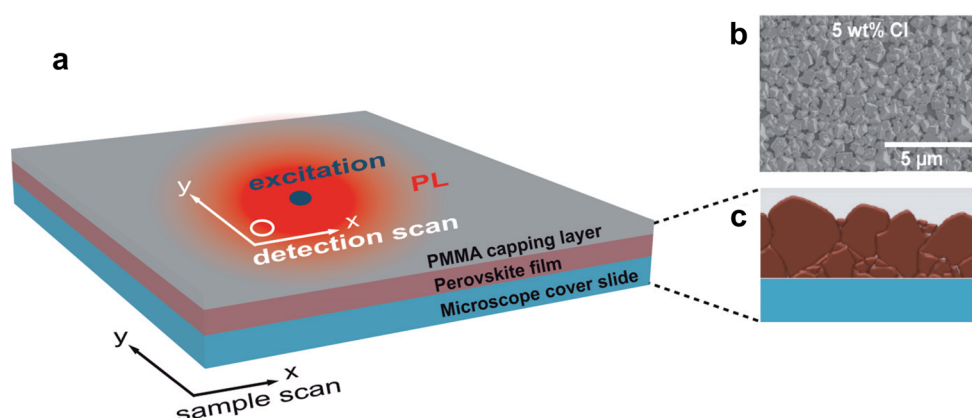 a
excitation
PL
y
x
detection scan
PMMA capping layer
Perovskite film
Microscope cover slide
y
x
sample scan
b
5 wt% Cl
5 μm
c